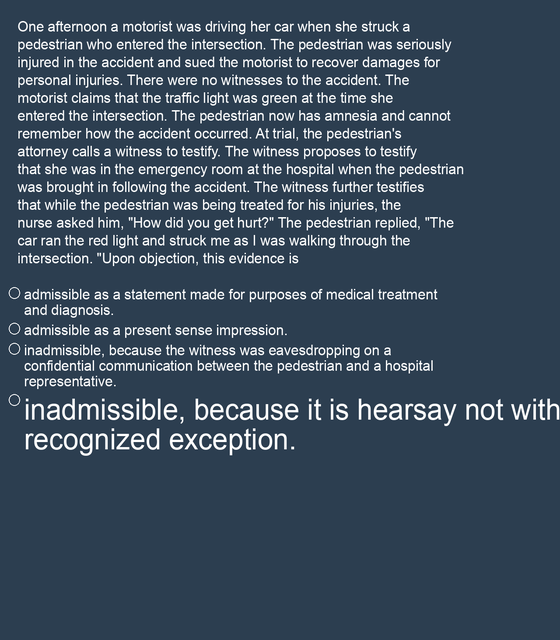 One afternoon a motorist was driving her car when she struck a
pedestrian who entered the intersection. The pedestrian was seriously
injured in the accident and sued the motorist to recover damages for
personal injuries. There were no witnesses to the accident. The
motorist claims that the traffic light was green at the time she
entered the intersection. The pedestrian now has amnesia and cannot
remember how the accident occurred. At trial, the pedestrian's
attorney calls a witness to testify. The witness proposes to testify
that she was in the emergency room at the hospital when the pedestrian
was brought in following the accident. The witness further testifies
that while the pedestrian was being treated for his injuries, the
nurse asked him, "How did you get hurt?" The pedestrian replied, "The
car ran the red light and struck me as I was walking through the
intersection. "Upon objection, this evidence is
admissible as a statement made for purposes of medical treatment
and diagnosis.
admissible as a present sense impression.
inadmissible, because the witness was eavesdropping on a
confidential communication between the pedestrian and a hospital
representative.
inadmissible, because it is hearsay not with
recognized exception.